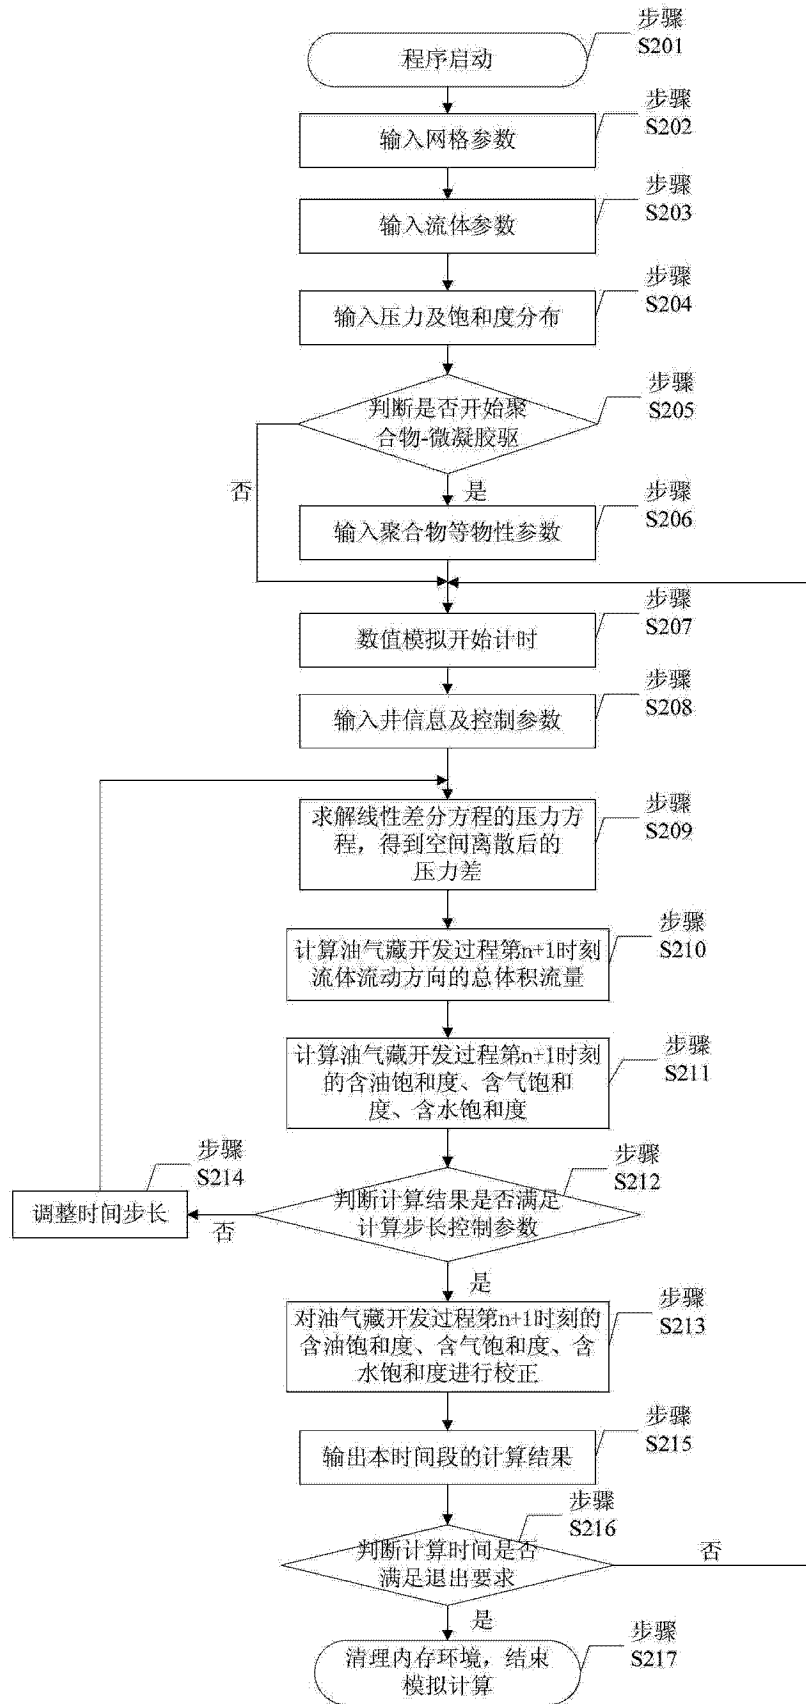 步骤
S201
程序启动
步骤
S202
输入网格参数
步骤
S203
输入流体参数
步骤
S204
输入压力及饱和度分布
步骤
S205
判断是否开始聚
合物-微凝胶驱
否
是
步骤
S206
输入聚合物等物性参数
步骤
S207
数值模拟开始计时
步骤
S208
输入井信息及控制参数
步骤
S209
求解线性差分方程的压力方
程，得到空间离散后的
压力差
步骤
S210
计算油气藏开发过程第n+1时刻
流体流动方向的总体积流量
步骤
S211
计算油气藏开发过程第n+1时刻
的含油饱和度、含气饱和
度、含水饱和度
步骤
S212
判断计算结果是否满足
计算步长控制参数
步骤
S214
调整时间步长
否
是
步骤
S213
对油气藏开发过程第n+1时刻的
含油饱和度、含气饱和度、含
水饱和度进行校正
步骤
S215
输出本时间段的计算结果
步骤
S216
判断计算时间是否
满足退出要求
否
是
步骤
S217
清理内存环境，结束
模拟计算